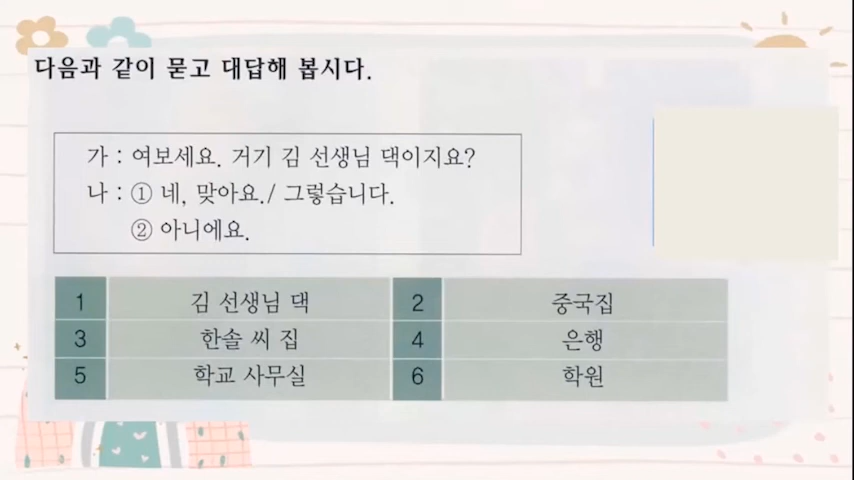 다음과 같이 묻고 대답해 봅시다.
가 : 여보세요. 거기 김 선생님 댁이지요?
나 : ① 네, 맞아요./ 그렇습니다.
② 아니에요.
1 김 선생님 댁 2 중국집
3 한솔 씨 집 4 은행
5 학교 사무실 6 학원